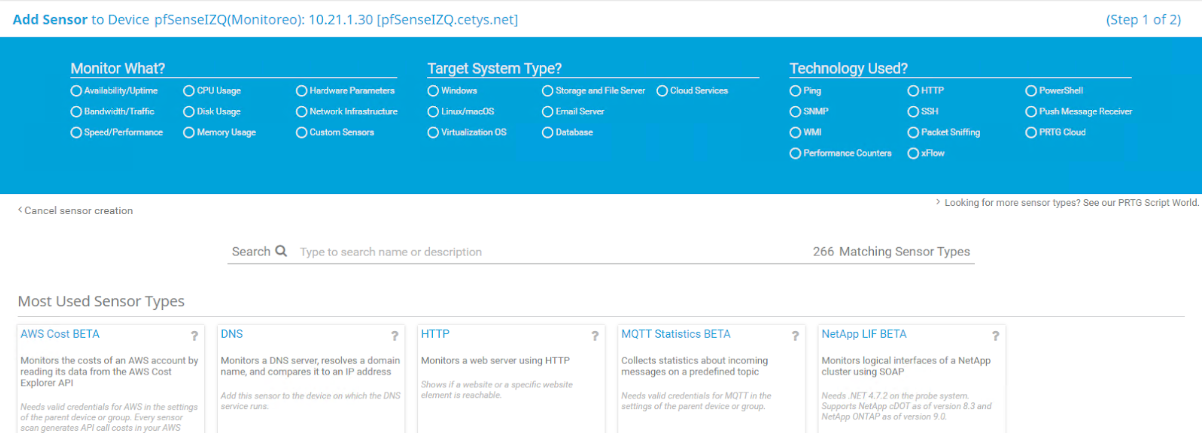 Add Sensor to Device pfSenseIZQ(Monitoreo): 10.21.1.30 [pfSenseIZQ.cetys.net] (Step 1 of 2)
Monitor What? Target System Type? Technology Used?
Availability/Uptime CPU Usage Hardware Parameters Windows Storage and File Server Cloud Services Ping HTTP PowerShell
Bandwidth/Traffic Disk Usage Network Infrastructure Linux/macOS Email Server SNMP SSH Push Message Receiver
Speed/Performance Memory Usage Custom Sensors Virtualization OS Database WMI Packet Sniffing PRTG Cloud
Performance Counters xFlow
> Looking for more sensor types? See our PRTG Script World.
< Cancel sensor creation
Search Type to search name or description 266 Matching Sensor Types
Most Used Sensor Types
AWS Cost BETA ?
Monitors the costs of an AWS account by
reading its data from the AWS Cost
Explorer API
Needs valid credentials for AWS in the settings
of the parent device or group. Every sensor
scan generates API call costs in your AWS
DNS ?
Monitors a DNS server, resolves a domain
name, and compares it to an IP address
Add this sensor to the device on which the DNS
service runs.
HTTP ?
Monitors a web server using HTTP
Shows if a website or a specific website
element is reachable.
MQTT Statistics BETA ?
Collects statistics about incoming
messages on a predefined topic
Needs valid credentials for MQTT in the
settings of the parent device or group.
NetApp LIF BETA ?
Monitors logical interfaces of a NetApp
cluster using SOAP
Needs .NET 4.7.2 on the probe system.
Supports NetApp cDOT as of version 8.3 and
NetApp ONTAP as of version 9.0.